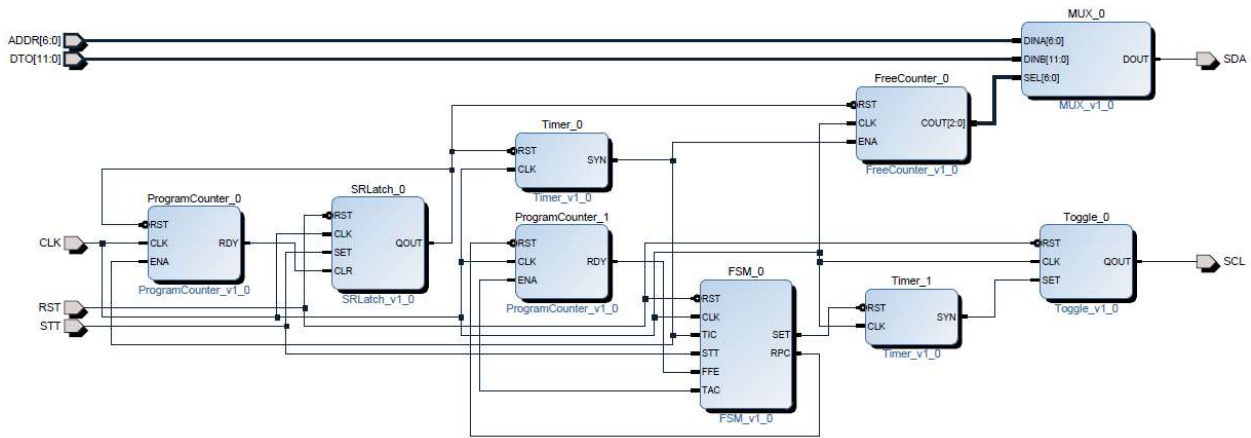 MUX_0
ADDR[6:0]
DTO[11:0]
DINA[6:0]
DINB[11:0]
SEL[6:0]
DOUT
SDA
MUX_v1_0
FreeCounter_0
RST
CLK
ENA
COUT[2:0]
FreeCounter_v1_0
Timer_0
RST
CLK
SYN
Timer_v1_0
ProgramCounter_0
RST
CLK
ENA
RDY
ProgramCounter_v1_0
SRLatch_0
RST
CLK
SET
CLR
QOUT
SRLatch_v1_0
ProgramCounter_1
RST
CLK
ENA
RDY
ProgramCounter_v1_0
Toggle_0
RST
CLK
SET
QOUT
Toggle_v1_0
SCL
CLK
RST
STT
FSM_0
RST
CLK
TIC
STT
FFE
TAC
SET
RPC
FSM_v1_0
Timer_1
RST
CLK
SYN
Timer_v1_0